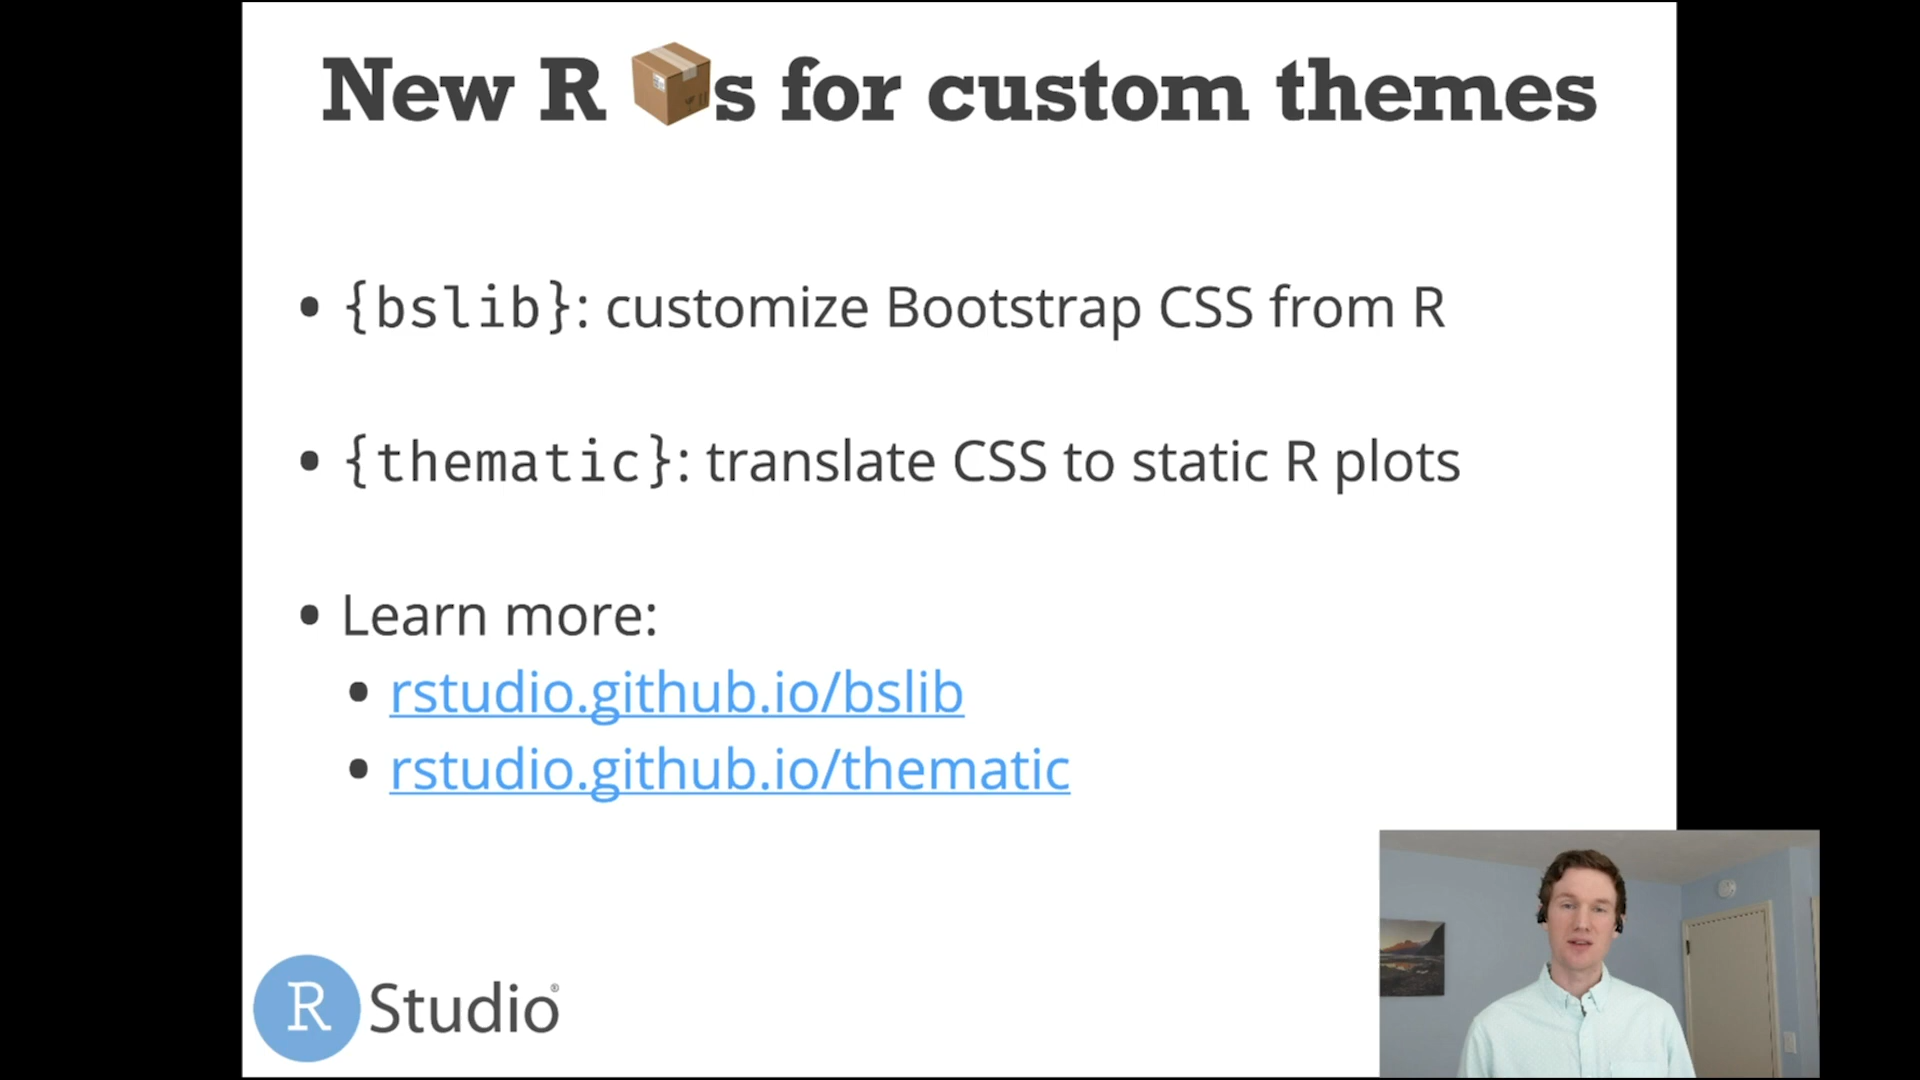 New R 📦s for custom themes
• {bslib}: customize Bootstrap CSS from R
• {thematic}: translate CSS to static R plots
• Learn more:
• rstudio.github.io/bslib
• rstudio.github.io/thematic
R Studio®